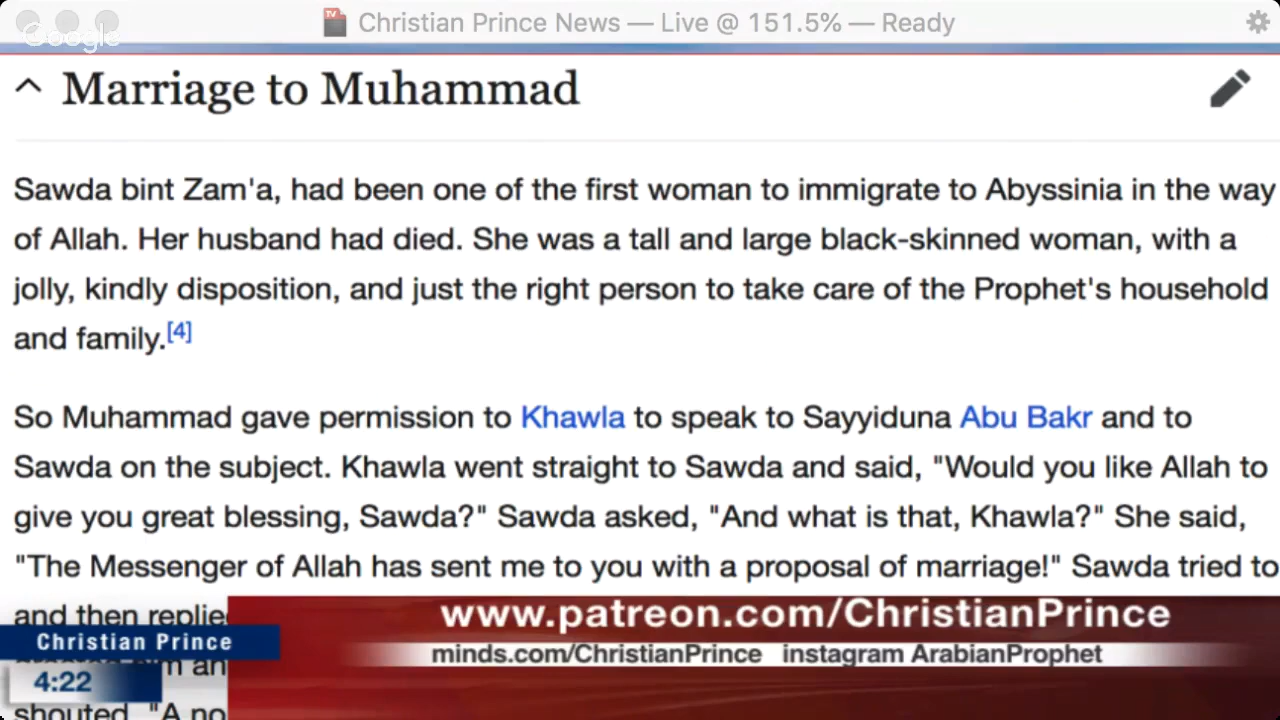 Christian Prince News — Live @ 151.5% — Ready
Google
Marriage to Muhammad
Sawda bint Zam'a, had been one of the first woman to immigrate to Abyssinia in the way
of Allah. Her husband had died. She was a tall and large black-skinned woman, with a
jolly, kindly disposition, and just the right person to take care of the Prophet's household
and family.[4]
So Muhammad gave permission to Khawla to speak to Sayyiduna Abu Bakr and to
Sawda on the subject. Khawla went straight to Sawda and said, "Would you like Allah to
give you great blessing, Sawda?" Sawda asked, "And what is that, Khawla?" She said,
"The Messenger of Allah has sent me to you with a proposal of marriage!" Sawda tried to
and then replied
www.patreon.com/ChristianPrince
Christian Prince
minds.com/ChristianPrince instagram ArabianProphet
4:22
shouted, "A no